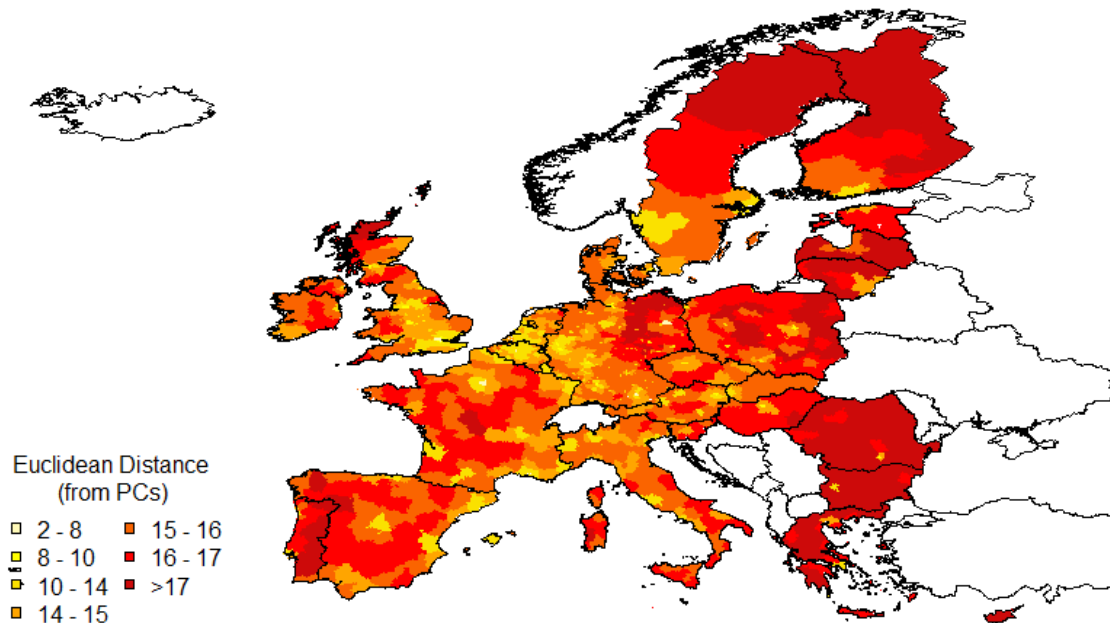 Euclidean Distance
(from PCs)
2 - 8
8 - 10
10 - 14
14 - 15
15 - 16
16 - 17
>17